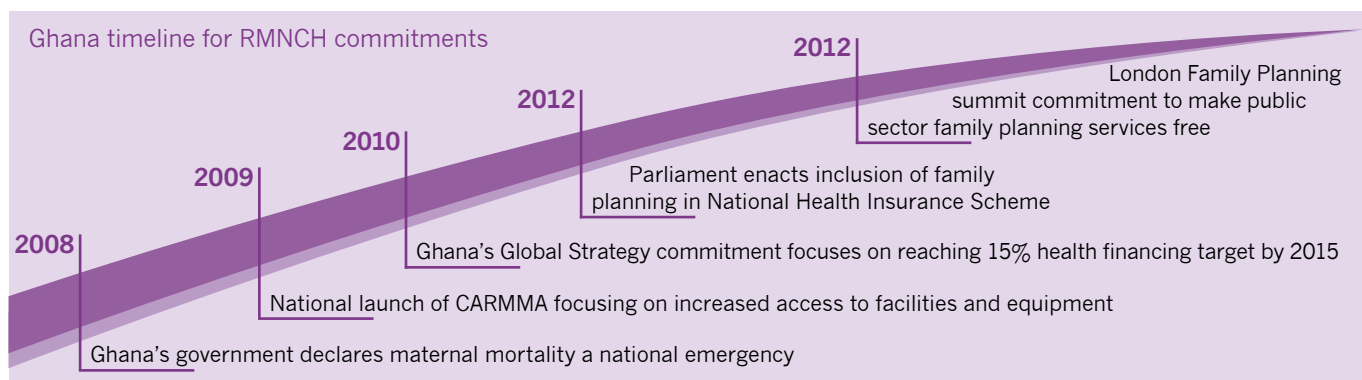 Ghana timeline for RMNCH commitments
2008
Ghana's government declares maternal mortality a national emergency
2009
National launch of CARMMA focusing on increased access to facilities and equipment
2010
Ghana's Global Strategy commitment focuses on reaching 15% health financing target by 2015
2012
Parliament enacts inclusion of family
planning in National Health Insurance Scheme
2012
London Family Planning
summit commitment to make public
sector family planning services free